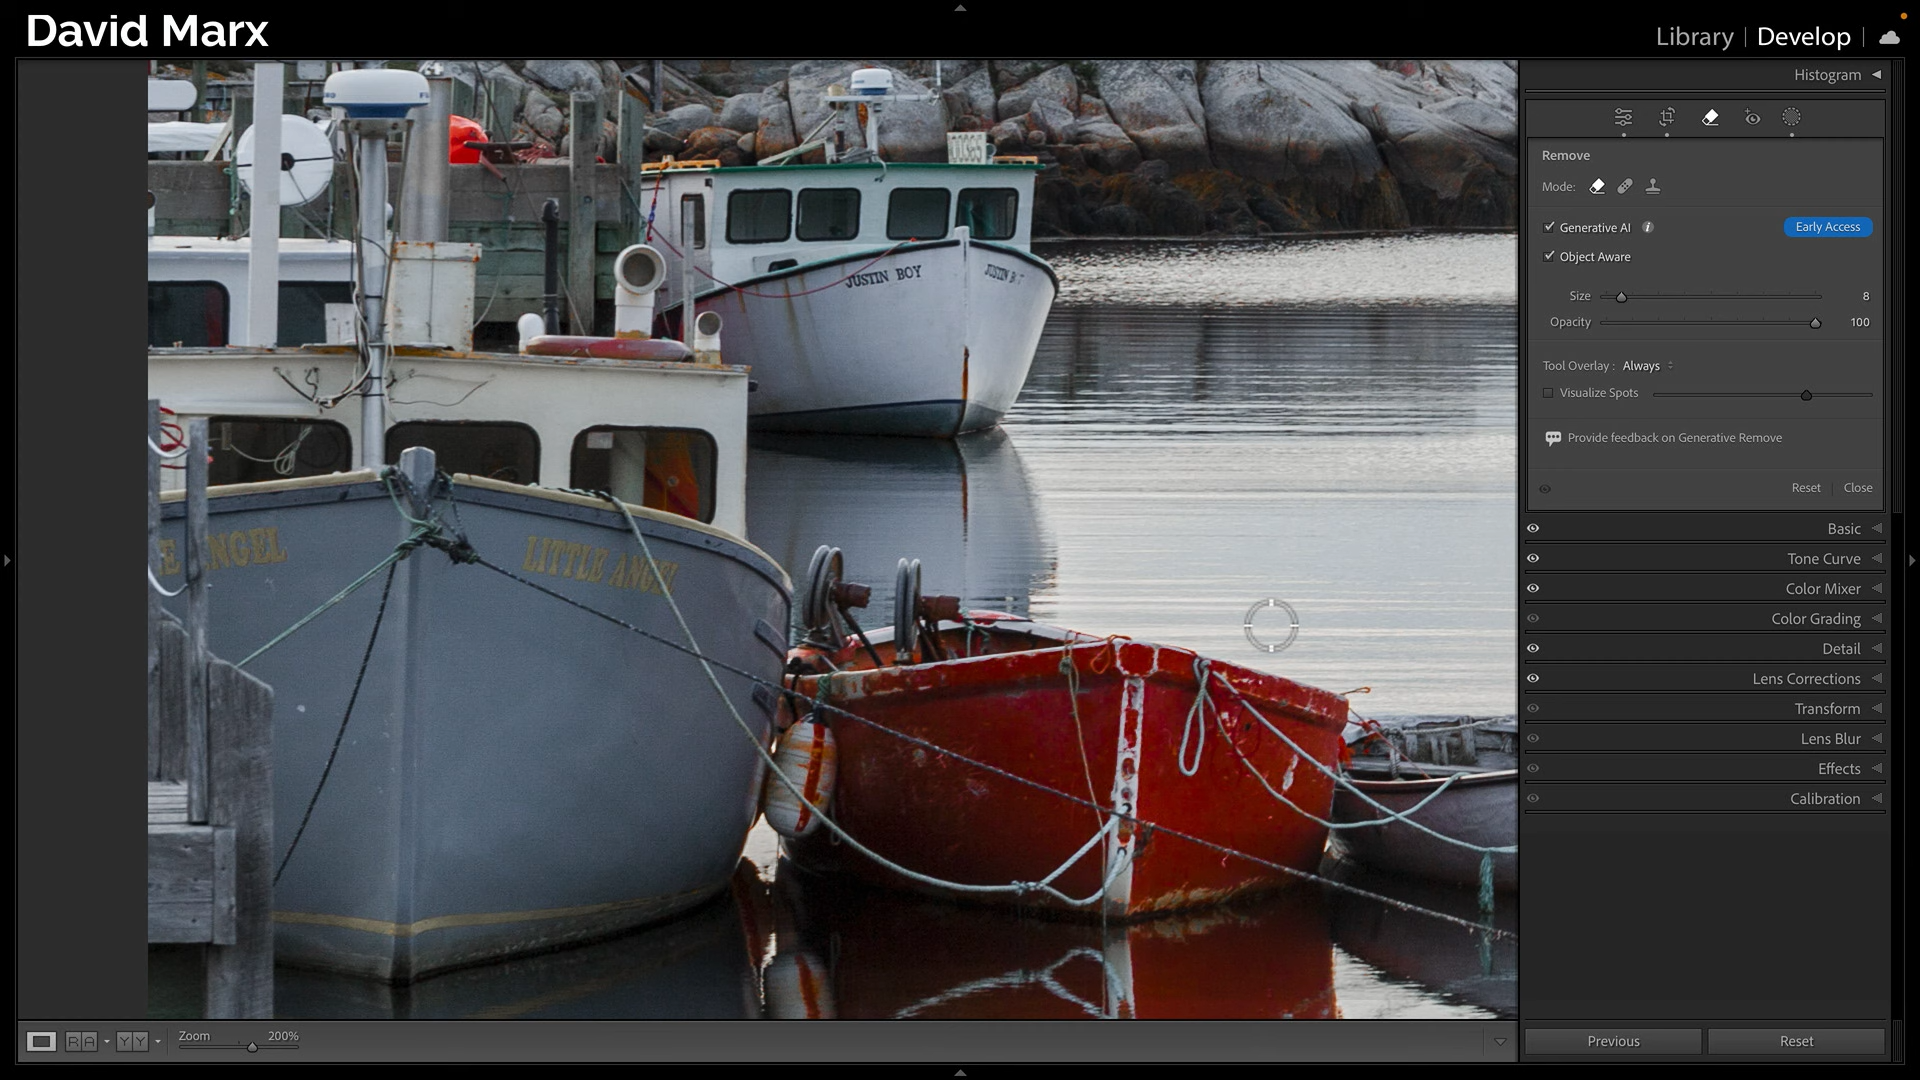 David Marx
Library | Develop
Histogram
Remove
Mode:
Generative AI
Early Access
Object Aware
Size 8
Opacity 100
Tool Overlay : Always
Visualize Spots
Provide feedback on Generative Remove
Reset | Close
Basic
Tone Curve
Color Mixer
Color Grading
Detail
Lens Corrections
Transform
Lens Blur
Effects
Calibration
Previous
Reset
JUSTIN BOY
JUSTIN
ANGEL
LITTLE ANGEL
R A
Y Y
Zoom 200%